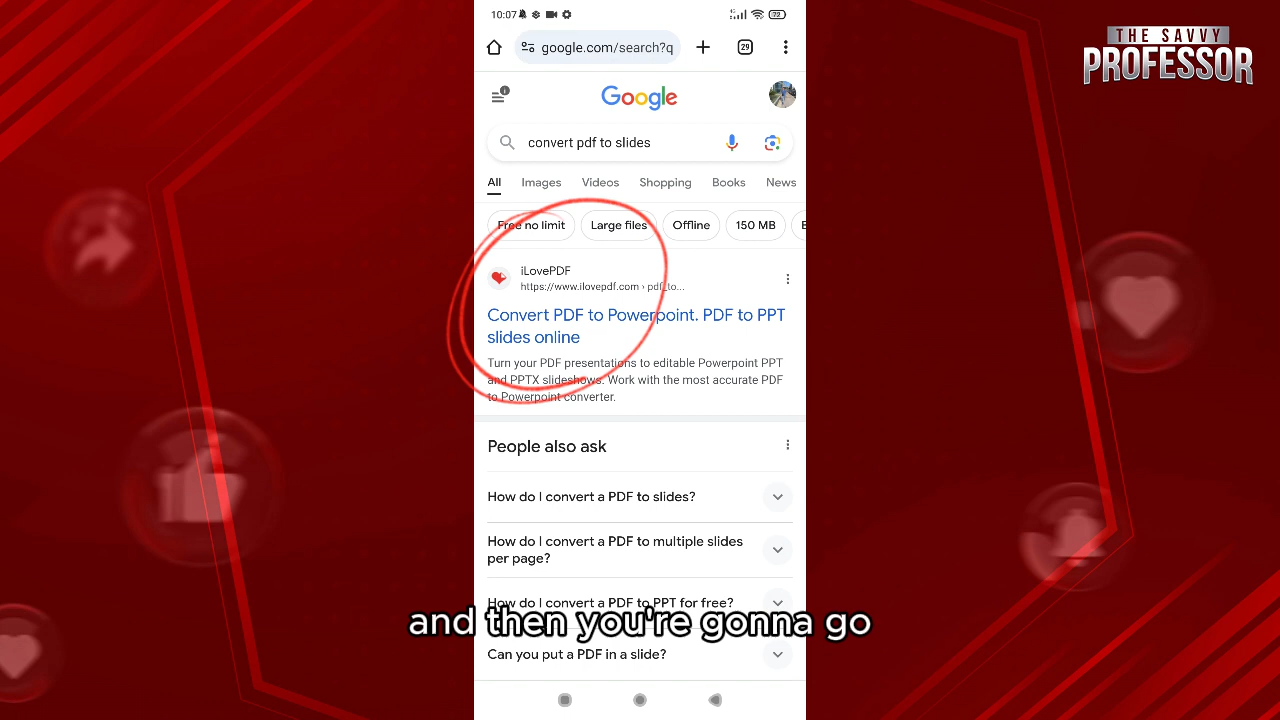 10:07
22
THE SAVVY
PROFESSOR
google.com/search?q
29
Google
convert pdf to slides
All Images Videos Shopping Books News
Free no limit Large files Offline 150 MB
iLovePDF
https://www.ilovepdf.com › pdf_to...
Convert PDF to Powerpoint. PDF to PPT
slides online
Turn your PDF presentations to editable Powerpoint PPT
and PPTX slideshows. Work with the most accurate PDF
to Powerpoint converter.
People also ask
How do I convert a PDF to slides?
How do I convert a PDF to multiple slides
per page?
How do I convert a PDF to PPT for free?
and then you're gonna go
Can you put a PDF in a slide?